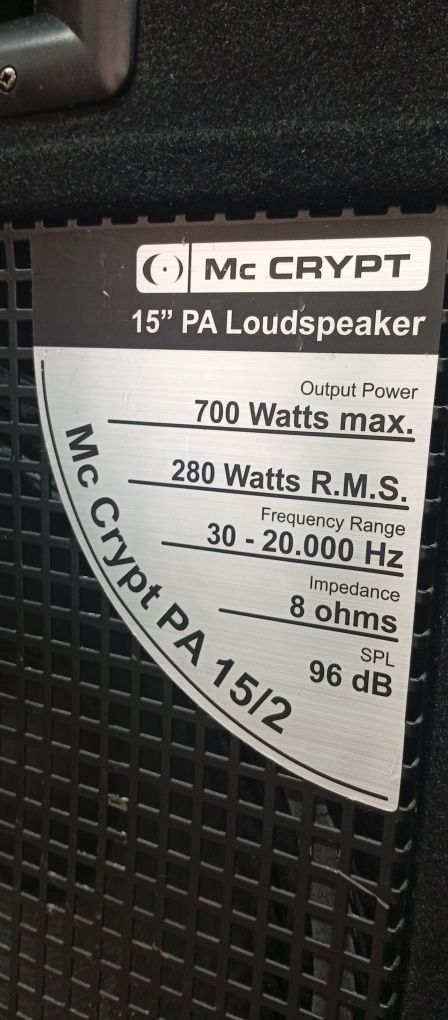 Mc CRYPT
15” PA Loudspeaker
Output Power
700 Watts max.
280 Watts R.M.S.
Frequency Range
30 - 20.000 Hz
Impedance
8 ohms
SPL
96 dB
Mc Crypt PA 15/2